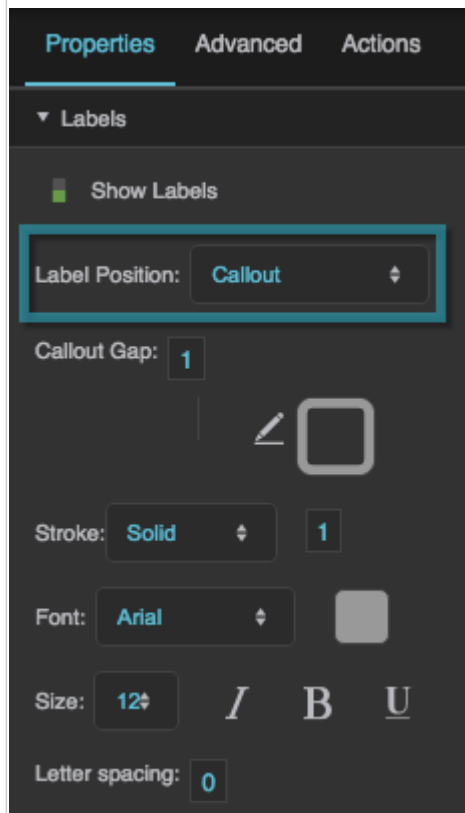 Properties Advanced Actions
Labels
Show Labels
Label Position: Callout
Callout Gap: 1
Stroke: Solid 1
Font: Arial
Size: 12 I B U
Letter spacing: 0